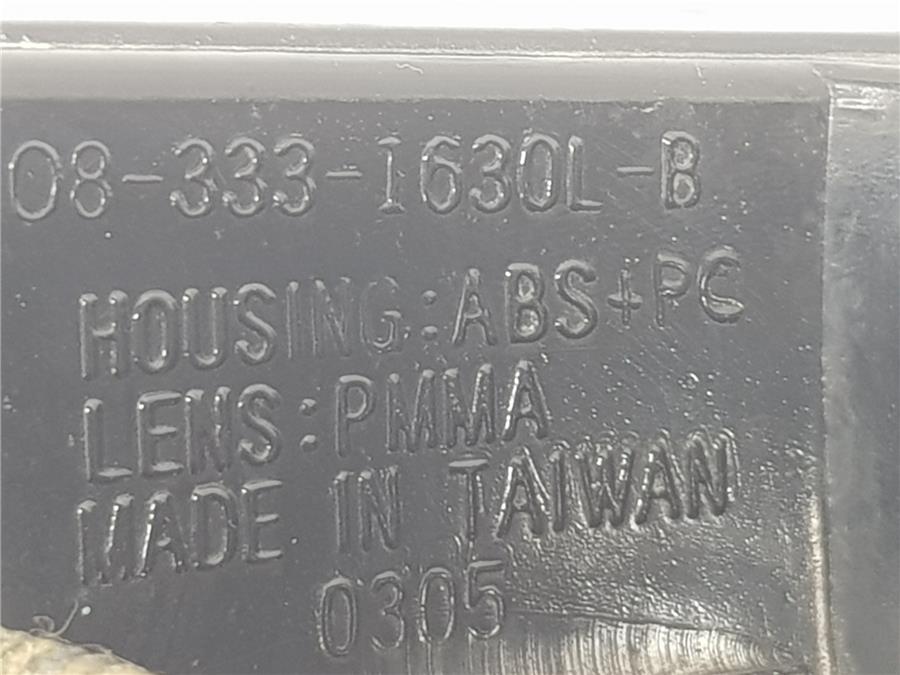 08-333-1630L-B
HOUSING:ABS+PC
LENS:PMMA
MADE IN TAIWAN
0305